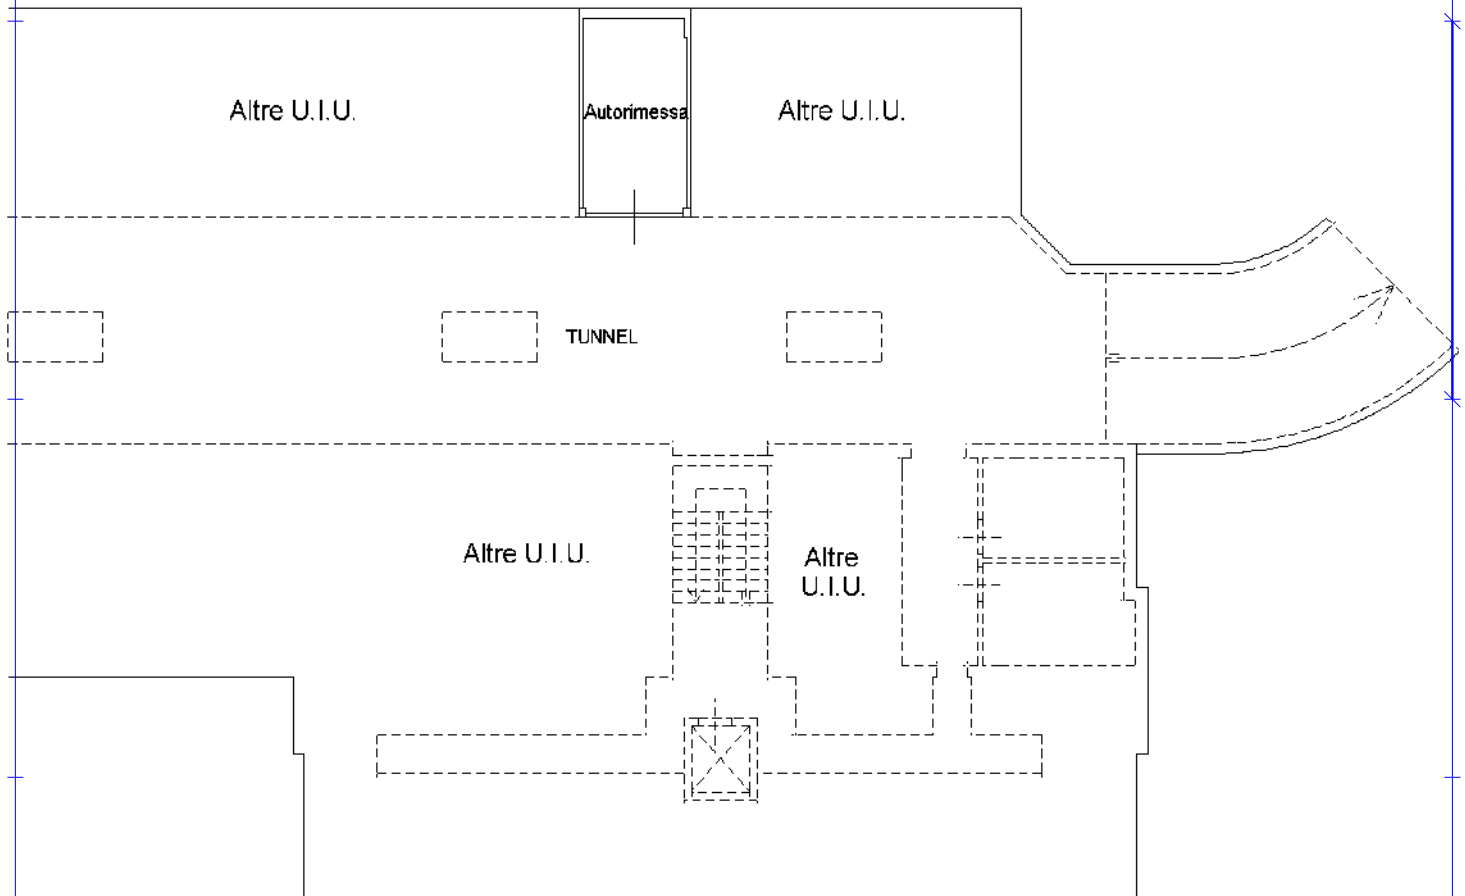 Altre U.I.U.
Autorimessa
Altre U.I.U.
TUNNEL
Altre U.I.U.
Altre
U.I.U.